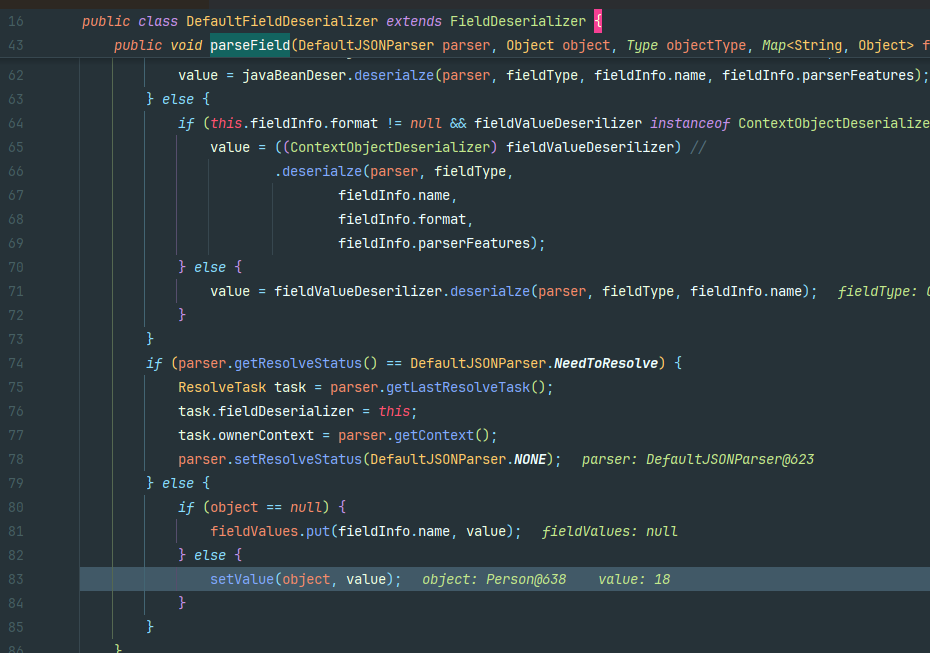 16 public class DefaultFieldDeserializer extends FieldDeserializer {
43 public void parseField(DefaultJSONParser parser, Object object, Type objectType, Map<String, Object> f
62 value = javaBeanDeser.deserialze(parser, fieldType, fieldInfo.name, fieldInfo.parserFeatures);
63 } else {
64 if (this.fieldInfo.format != null && fieldValueDeserilizer instanceof ContextObjectDeserialize
65 value = ((ContextObjectDeserializer) fieldValueDeserilizer) //
66 .deserialze(parser, fieldType,
67 fieldInfo.name,
68 fieldInfo.format,
69 fieldInfo.parserFeatures);
70 } else {
71 value = fieldValueDeserilizer.deserialze(parser, fieldType, fieldInfo.name); fieldType:
72 }
73 }
74 if (parser.getResolveStatus() == DefaultJSONParser.NeedToResolve) {
75 ResolveTask task = parser.getLastResolveTask();
76 task.fieldDeserializer = this;
77 task.ownerContext = parser.getContext();
78 parser.setResolveStatus(DefaultJSONParser.NONE); parser: DefaultJSONParser@623
79 } else {
80 if (object == null) {
81 fieldValues.put(fieldInfo.name, value); fieldValues: null
82 } else {
83 setValue(object, value); object: Person@638 value: 18
84 }
85 }
86 }